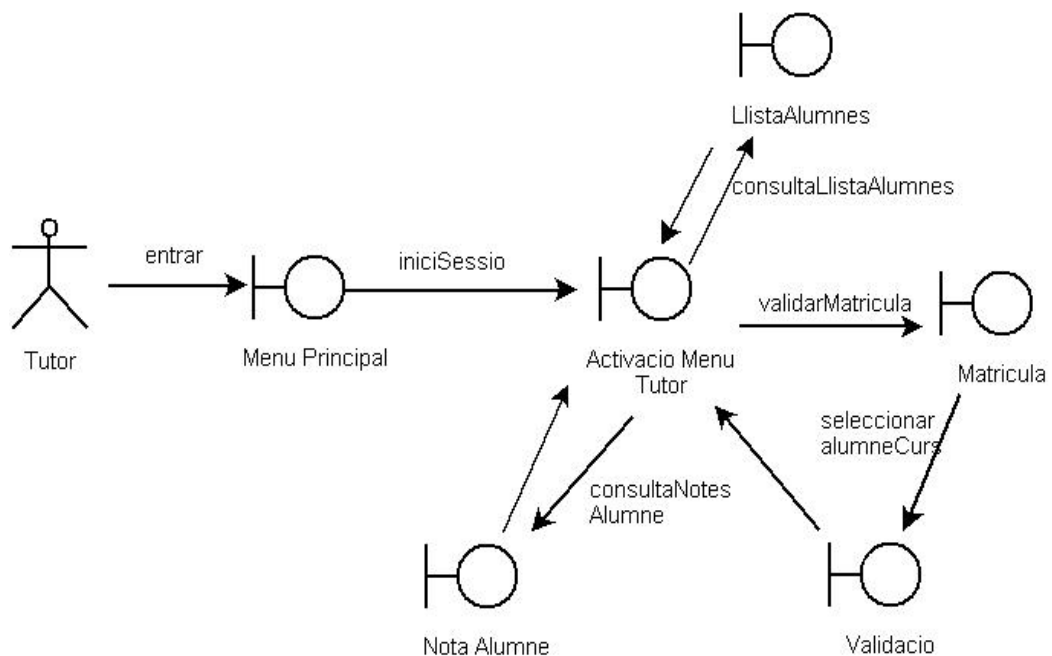 LlistaAlumnes
consultaLlistaAlumnes
entrar
iniciSessio
validarMatricula
Tutor
Menu Principal
Activacio Menu
Tutor
Matricula
seleccionar
alumneCurs
consultaNotes
Alumne
Nota Alumne
Validacio